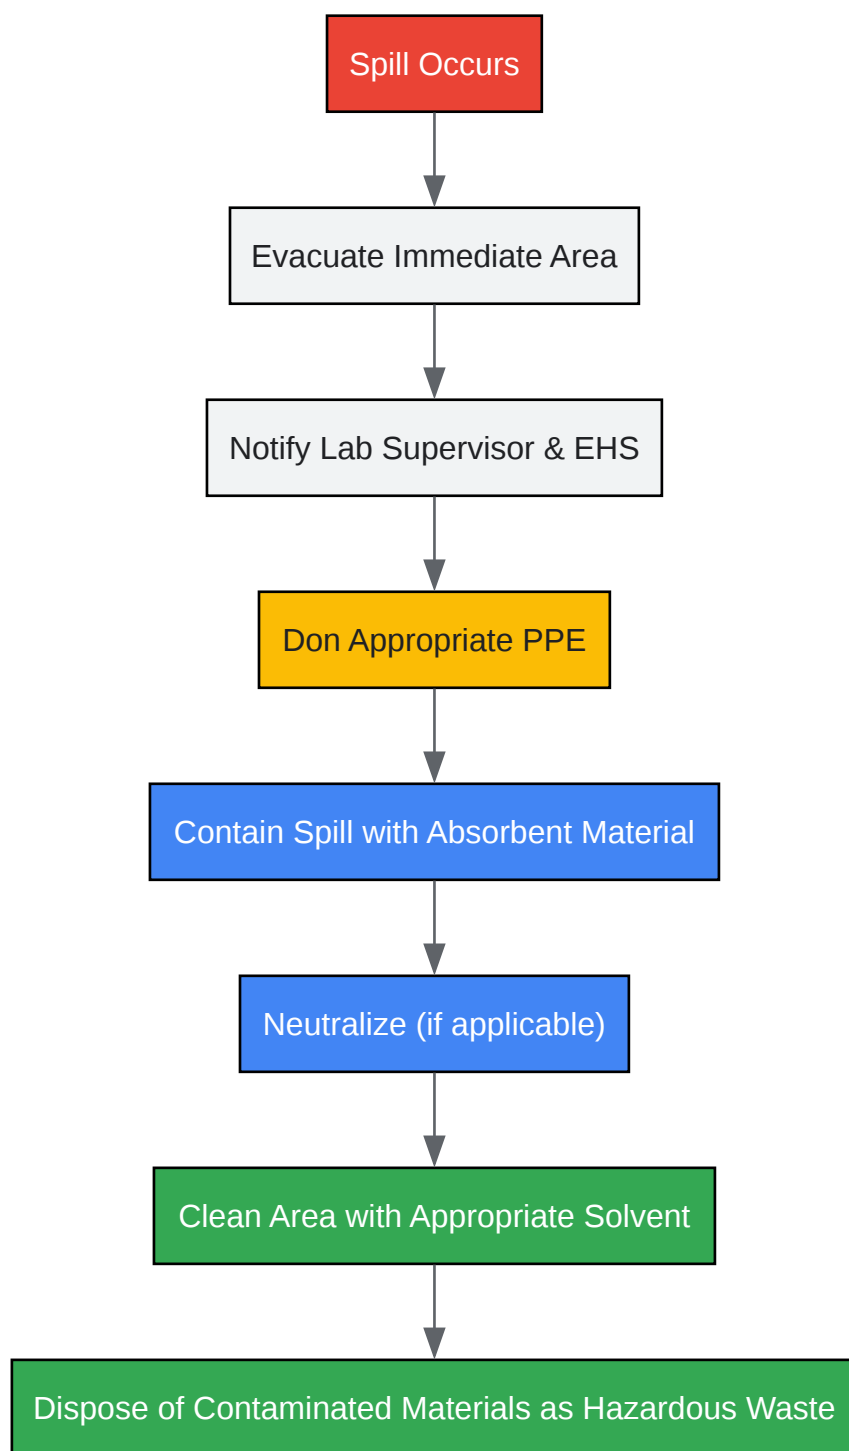 Spill Occurs
Evacuate Immediate Area
Notify Lab Supervisor & EHS
Don Appropriate PPE
Contain Spill with Absorbent Material
Neutralize (if applicable)
Clean Area with Appropriate Solvent
Dispose of Contaminated Materials as Hazardous Waste